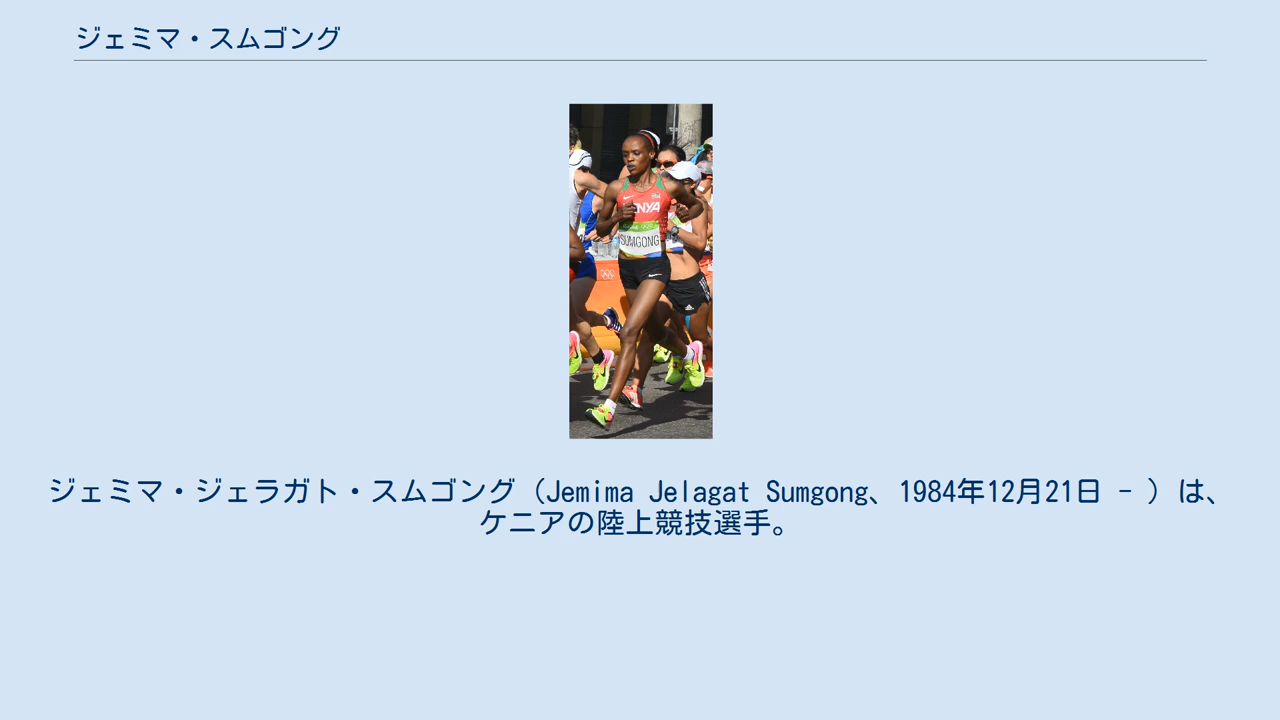 ジェミマ・スムゴング
KENYA
SUMGONG
ジェミマ・ジェラガト・スムゴング（Jemima Jelagat Sumgong、1984年12月21日 - ）は、
ケニアの陸上競技選手。